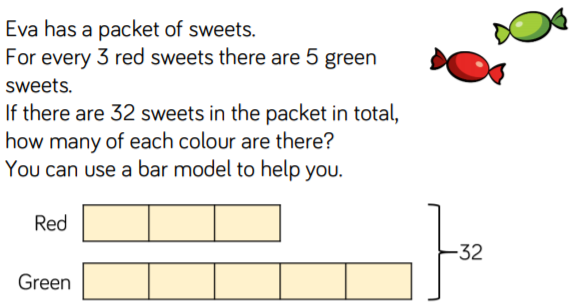 Eva has a packet of sweets.
For every 3 red sweets there are 5 green
sweets.
If there are 32 sweets in the packet in total,
how many of each colour are there?
You can use a bar model to help you.
Red
32
Green